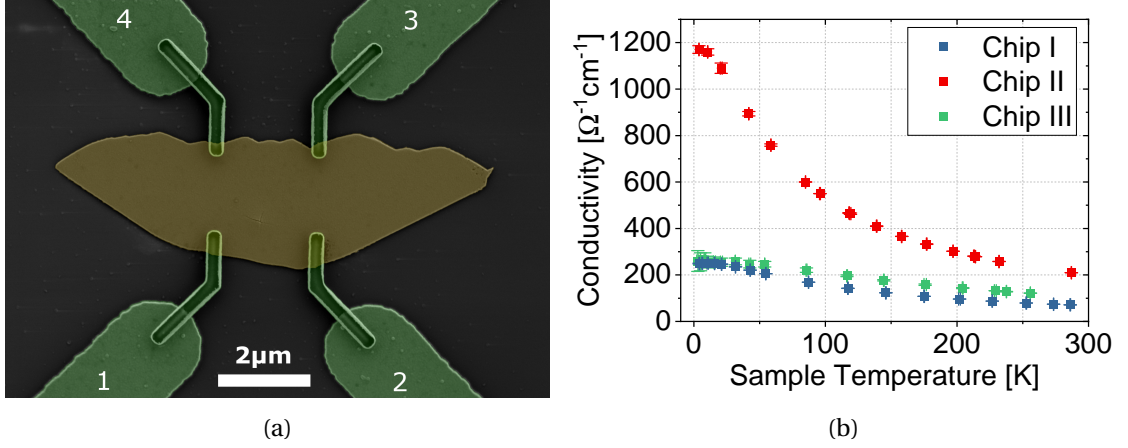 4
3
1
2
2µm
(a)
1200
1000
800
600
400
200
0
Conductivity [Ω⁻¹cm⁻¹]
Chip I
Chip II
Chip III
0
100
200
300
Sample Temperature [K]
(b)